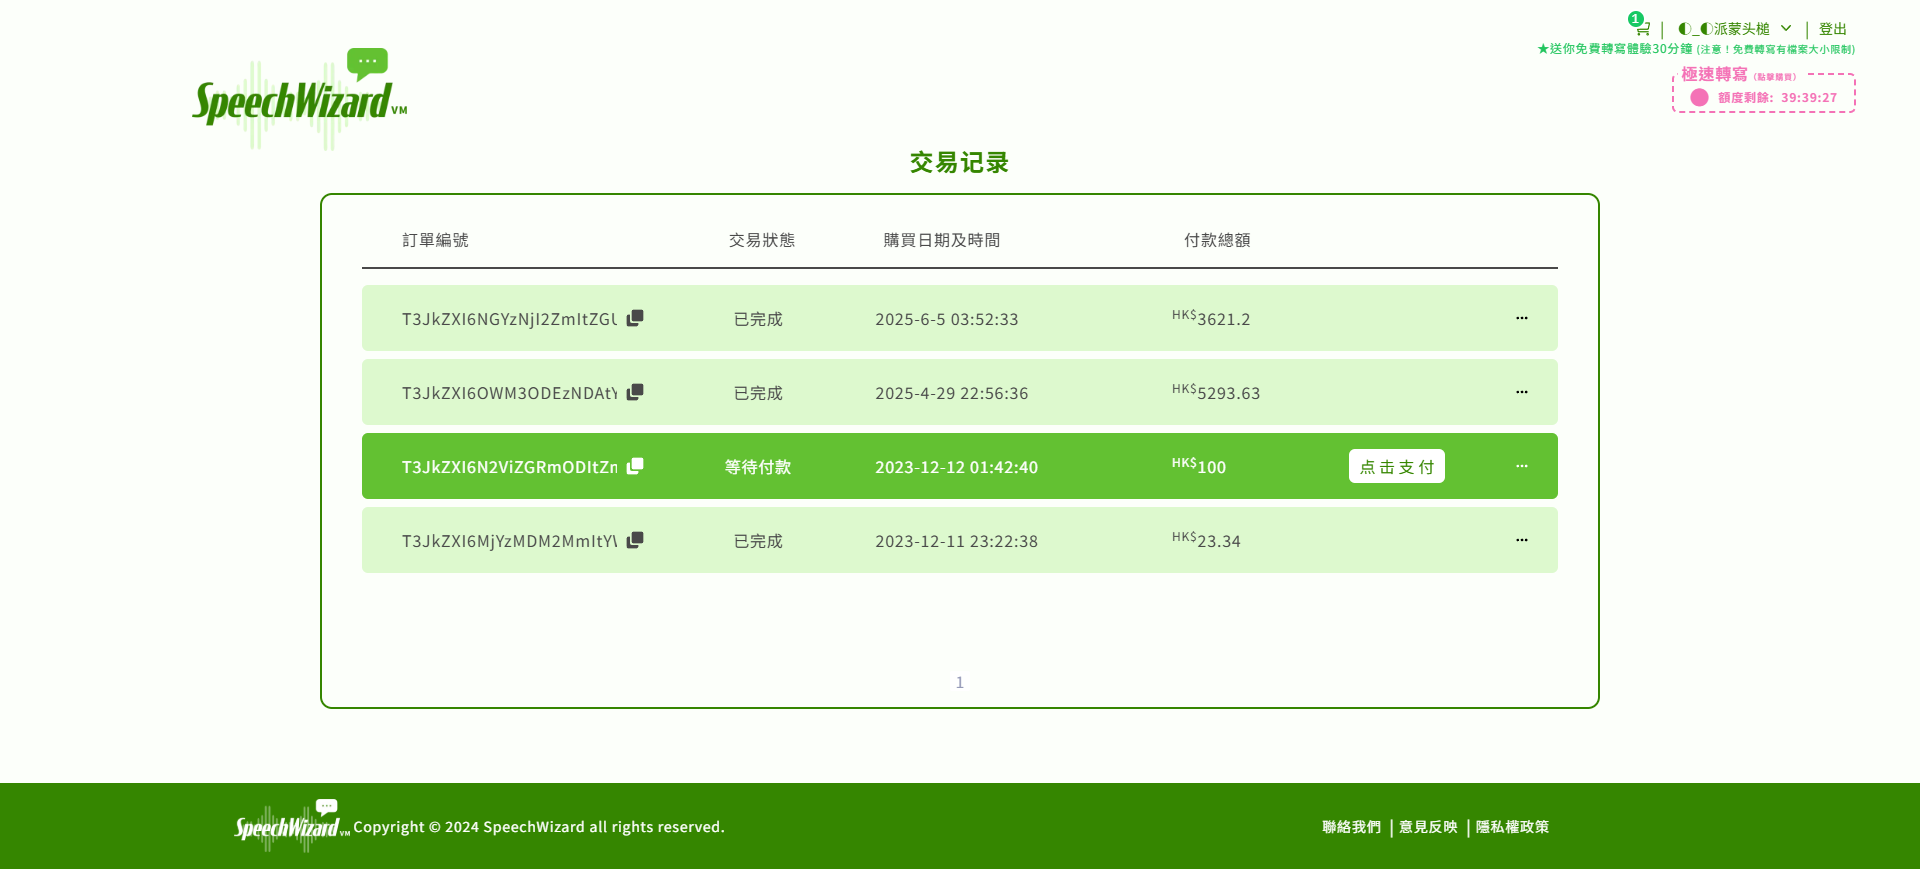 1
| ◐_◐派蒙头槌 | 登出
★送你免費轉寫體驗30分鐘 (注意！免費轉寫有檔案大小限制)
極速轉寫 (點擊購買)
額度剩餘: 39:39:27
SpeechWizard VM
交易记录
訂單編號 交易狀態 購買日期及時間 付款總額
T3JkZXI6NGYzNjI2ZmItZGU 已完成 2025-6-5 03:52:33 HK$3621.2 ...
T3JkZXI6OWM3ODEzNDAtY 已完成 2025-4-29 22:56:36 HK$5293.63 ...
T3JkZXI6N2ViZGRmODItZm 等待付款 2023-12-12 01:42:40 HK$100 点击支付 ...
T3JkZXI6MjYzMDM2MmItYW 已完成 2023-12-11 23:22:38 HK$23.34 ...
1
SpeechWizard VM Copyright © 2024 SpeechWizard all rights reserved. 聯絡我們 | 意見反映 | 隱私權政策